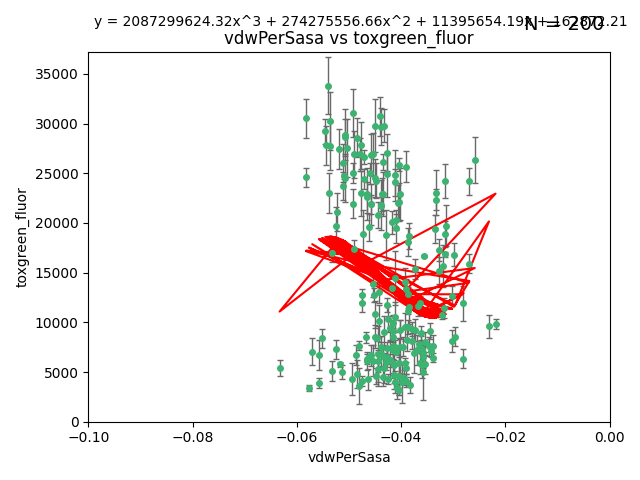 y = 2087299624.32x^3 + 274275556.66x^2 + 11395654.19x + 
N = 200
vdwPerSasa vs toxgreen_fluor
35000
30000
25000
20000
15000
10000
5000
0
toxgreen_fluor
−0.10
−0.08
−0.06
−0.04
−0.02
0.00
vdwPerSasa